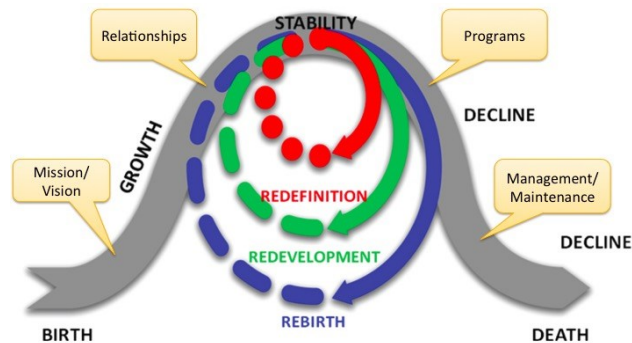 STABILITY
Relationships
Programs
GROWTH
DECLINE
Mission/
Vision
REDEFINITION
Management/
Maintenance
REDEVELOPMENT
DECLINE
REBIRTH
BIRTH
DEATH